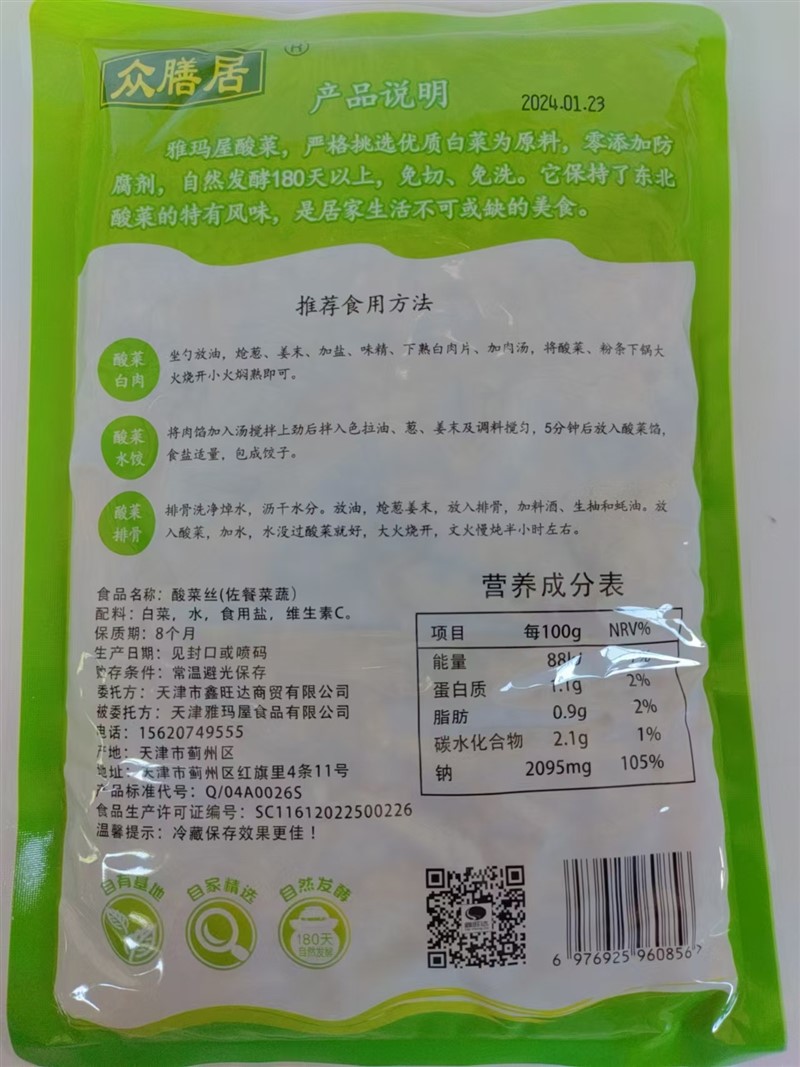 众膳居
®
产品说明
2024.01.23
雅玛屋酸菜，严格挑选优质白菜为原料，零添加防
腐剂，自然发酵180天以上，免切、免洗。它保持了东北
酸菜的特有风味，是居家生活不可或缺的美食。
推荐食用方法
酸菜
白肉
坐勺放油，炝葱、姜末、加盐、味精、下熟白肉片、加肉汤，将酸菜、粉条下锅大
火烧开小火焖熟即可。
酸菜
水饺
将肉馅加入汤搅拌上劲后拌入色拉油、葱、姜末及调料搅匀，5分钟后放入酸菜馅，
食盐适量，包成饺子。
酸菜
排骨
排骨洗净焯水，沥干水分。放油，炝葱姜末，放入排骨，加料酒、生抽和蚝油。放
入酸菜，加水，水没过酸菜就好，大火烧开，文火慢炖半小时左右。
食品名称：酸菜丝(佐餐菜蔬)
配料：白菜，水，食用盐，维生素C。
保质期：8个月
生产日期：见封口或喷码
贮存条件：常温避光保存
委托方：天津市鑫旺达商贸有限公司
被委托方：天津雅玛屋食品有限公司
电话：15620749555
产地：天津市蓟州区
地址：天津市蓟州区红旗里4条11号
产品标准代号：Q/04A0026S
食品生产许可证编号：SC11612022500226
温馨提示：冷藏保存效果更佳！
营养成分表
项目 每100g NRV%
能量 88kJ
蛋白质 1.1g 2%
脂肪 0.9g 2%
碳水化合物 2.1g 1%
钠 2095mg 105%
自有基地
自家精选
自然发酵
180天
自然发酵
6 976925 960856